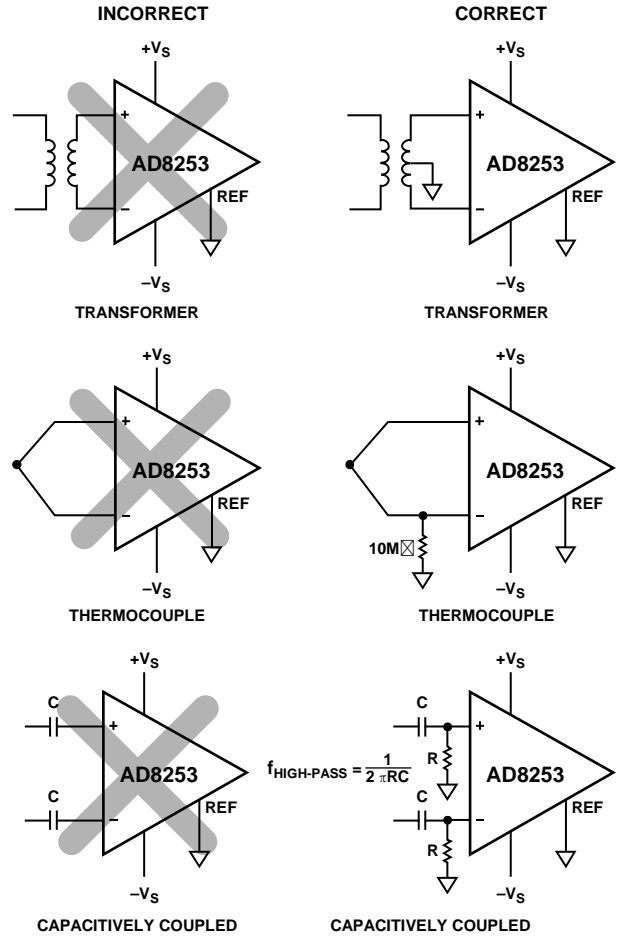 INCORRECT
CORRECT
+VS
+
AD8253
REF
–
–VS
TRANSFORMER
+VS
+
AD8253
REF
–
–VS
TRANSFORMER
+VS
+
AD8253
REF
–
–VS
THERMOCOUPLE
+VS
+
AD8253
REF
–
10M☒
–VS
THERMOCOUPLE
+VS
C
+
AD8253
C
REF
–
–VS
CAPACITIVELY COUPLED
fHIGH-PASS = 1/2 πRC
+VS
C
+
R
AD8253
C
REF
–
R
–VS
CAPACITIVELY COUPLED